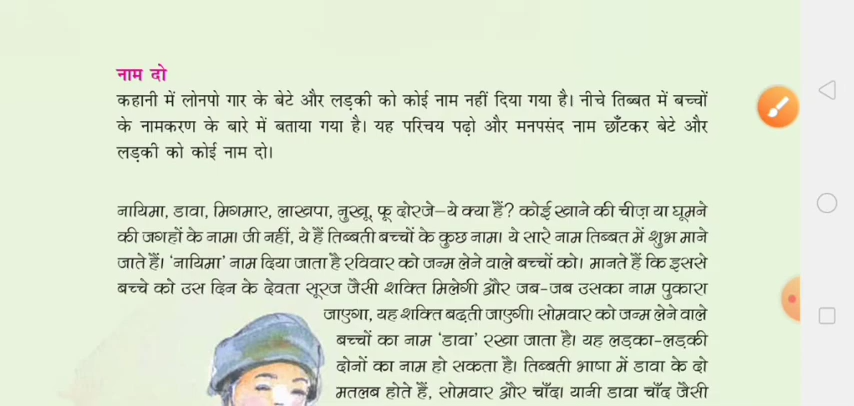 नाम दो
कहानी में लोनपो गार के बेटे और लड़की को कोई नाम नहीं दिया गया है। नीचे तिब्बत में बच्चों
के नामकरण के बारे में बताया गया है। यह परिचय पढ़ो और मनपसंद नाम छाँटकर बेटे और
लड़की को कोई नाम दो।
नायिमा, डावा, मिगमार, लाखपा, नुखू, फू दोरजे–ये क्या हैं? कोई खाने की चीज़ या घूमने
की जगहों के नाम। जी नहीं, ये हैं तिब्बती बच्चों के कुछ नाम। ये सारे नाम तिब्बत में शुभ माने
जाते हैं। 'नायिमा' नाम दिया जाता है रविवार को जन्म लेने वाले बच्चों को। मानते हैं कि इससे
बच्चे को उस दिन के देवता सूरज जैसी शक्ति मिलेगी और जब-जब उसका नाम पुकारा
जाएगा, यह शक्ति बढ़ती जाएगी। सोमवार को जन्म लेने वाले
बच्चों का नाम 'डावा' रखा जाता है। यह लड़का-लड़की
दोनों का नाम हो सकता है। तिब्बती भाषा में डावा के दो
मतलब होते हैं, सोमवार और चाँद। यानी डावा चाँद जैसी